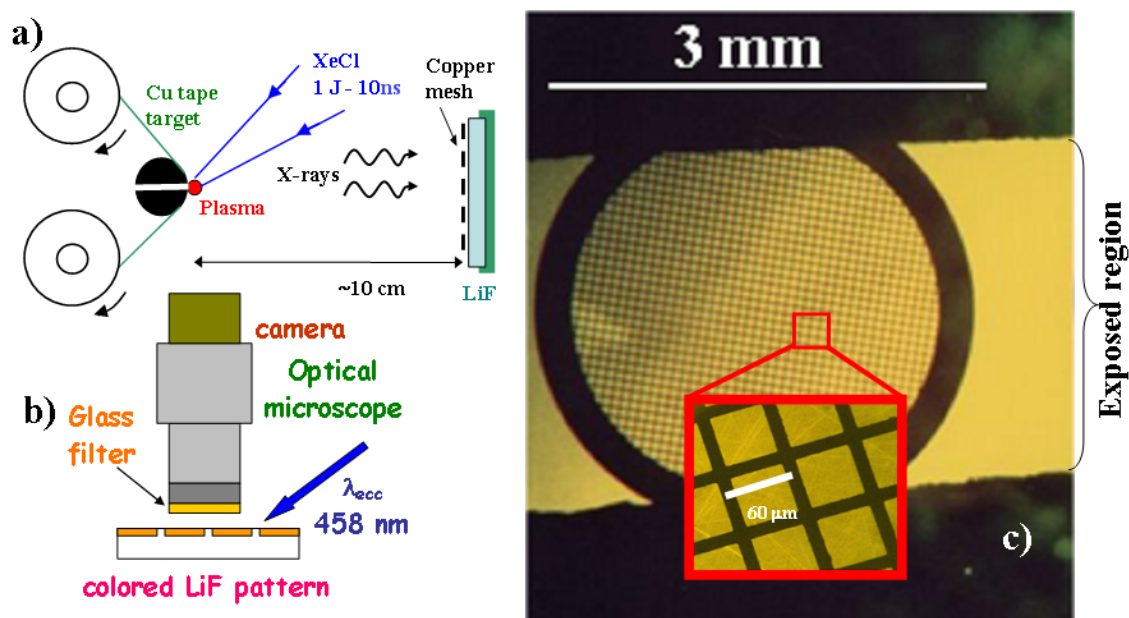 a)
XeCl
1 J - 10ns
Cu tape
target
Copper
mesh
X-rays
Plasma
~10 cm
LiF
b)
camera
Optical
microscope
Glass
filter
λecc
458 nm
colored LiF pattern
3 mm
60 μm
c)
Exposed region